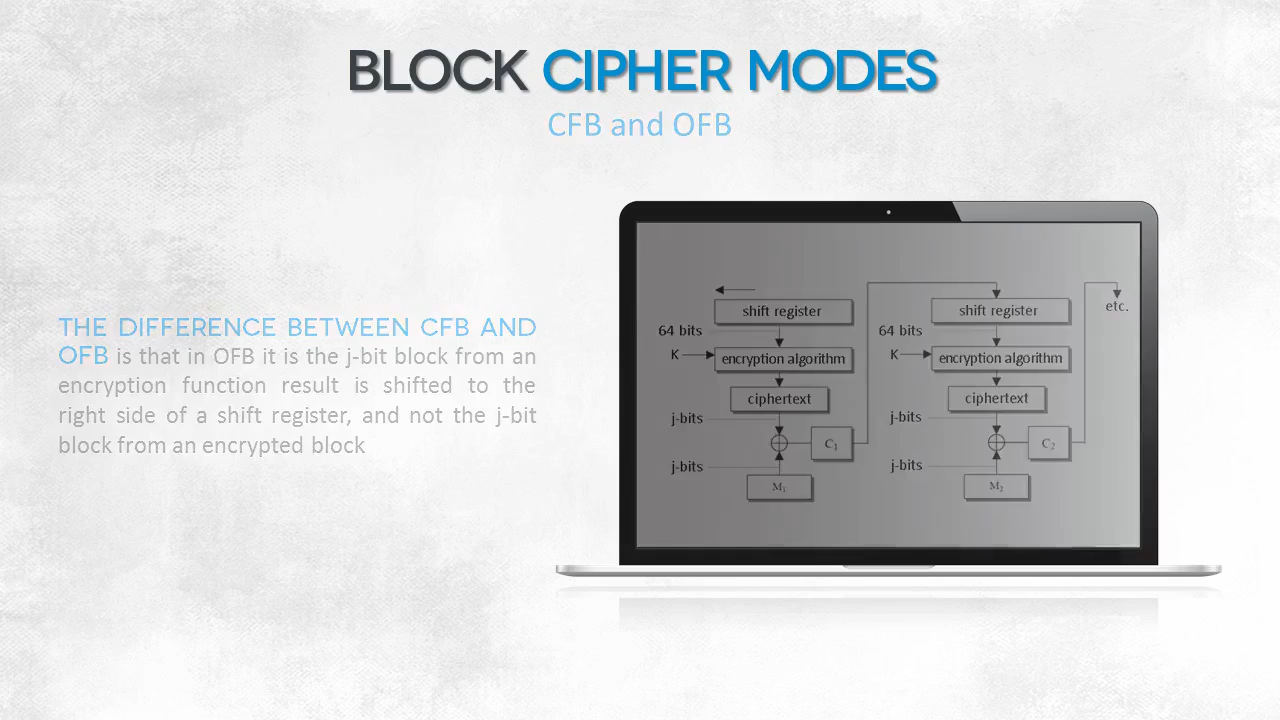 BLOCK CIPHER MODES
CFB and OFB
THE DIFFERENCE BETWEEN CFB AND
OFB is that in OFB it is the j-bit block from an
encryption function result is shifted to the
right side of a shift register, and not the j-bit
block from an encrypted block
shift register
64 bits
K
encryption algorithm
ciphertext
j-bits
C1
j-bits
M1
shift register
64 bits
K
encryption algorithm
ciphertext
j-bits
C2
j-bits
M2
etc.